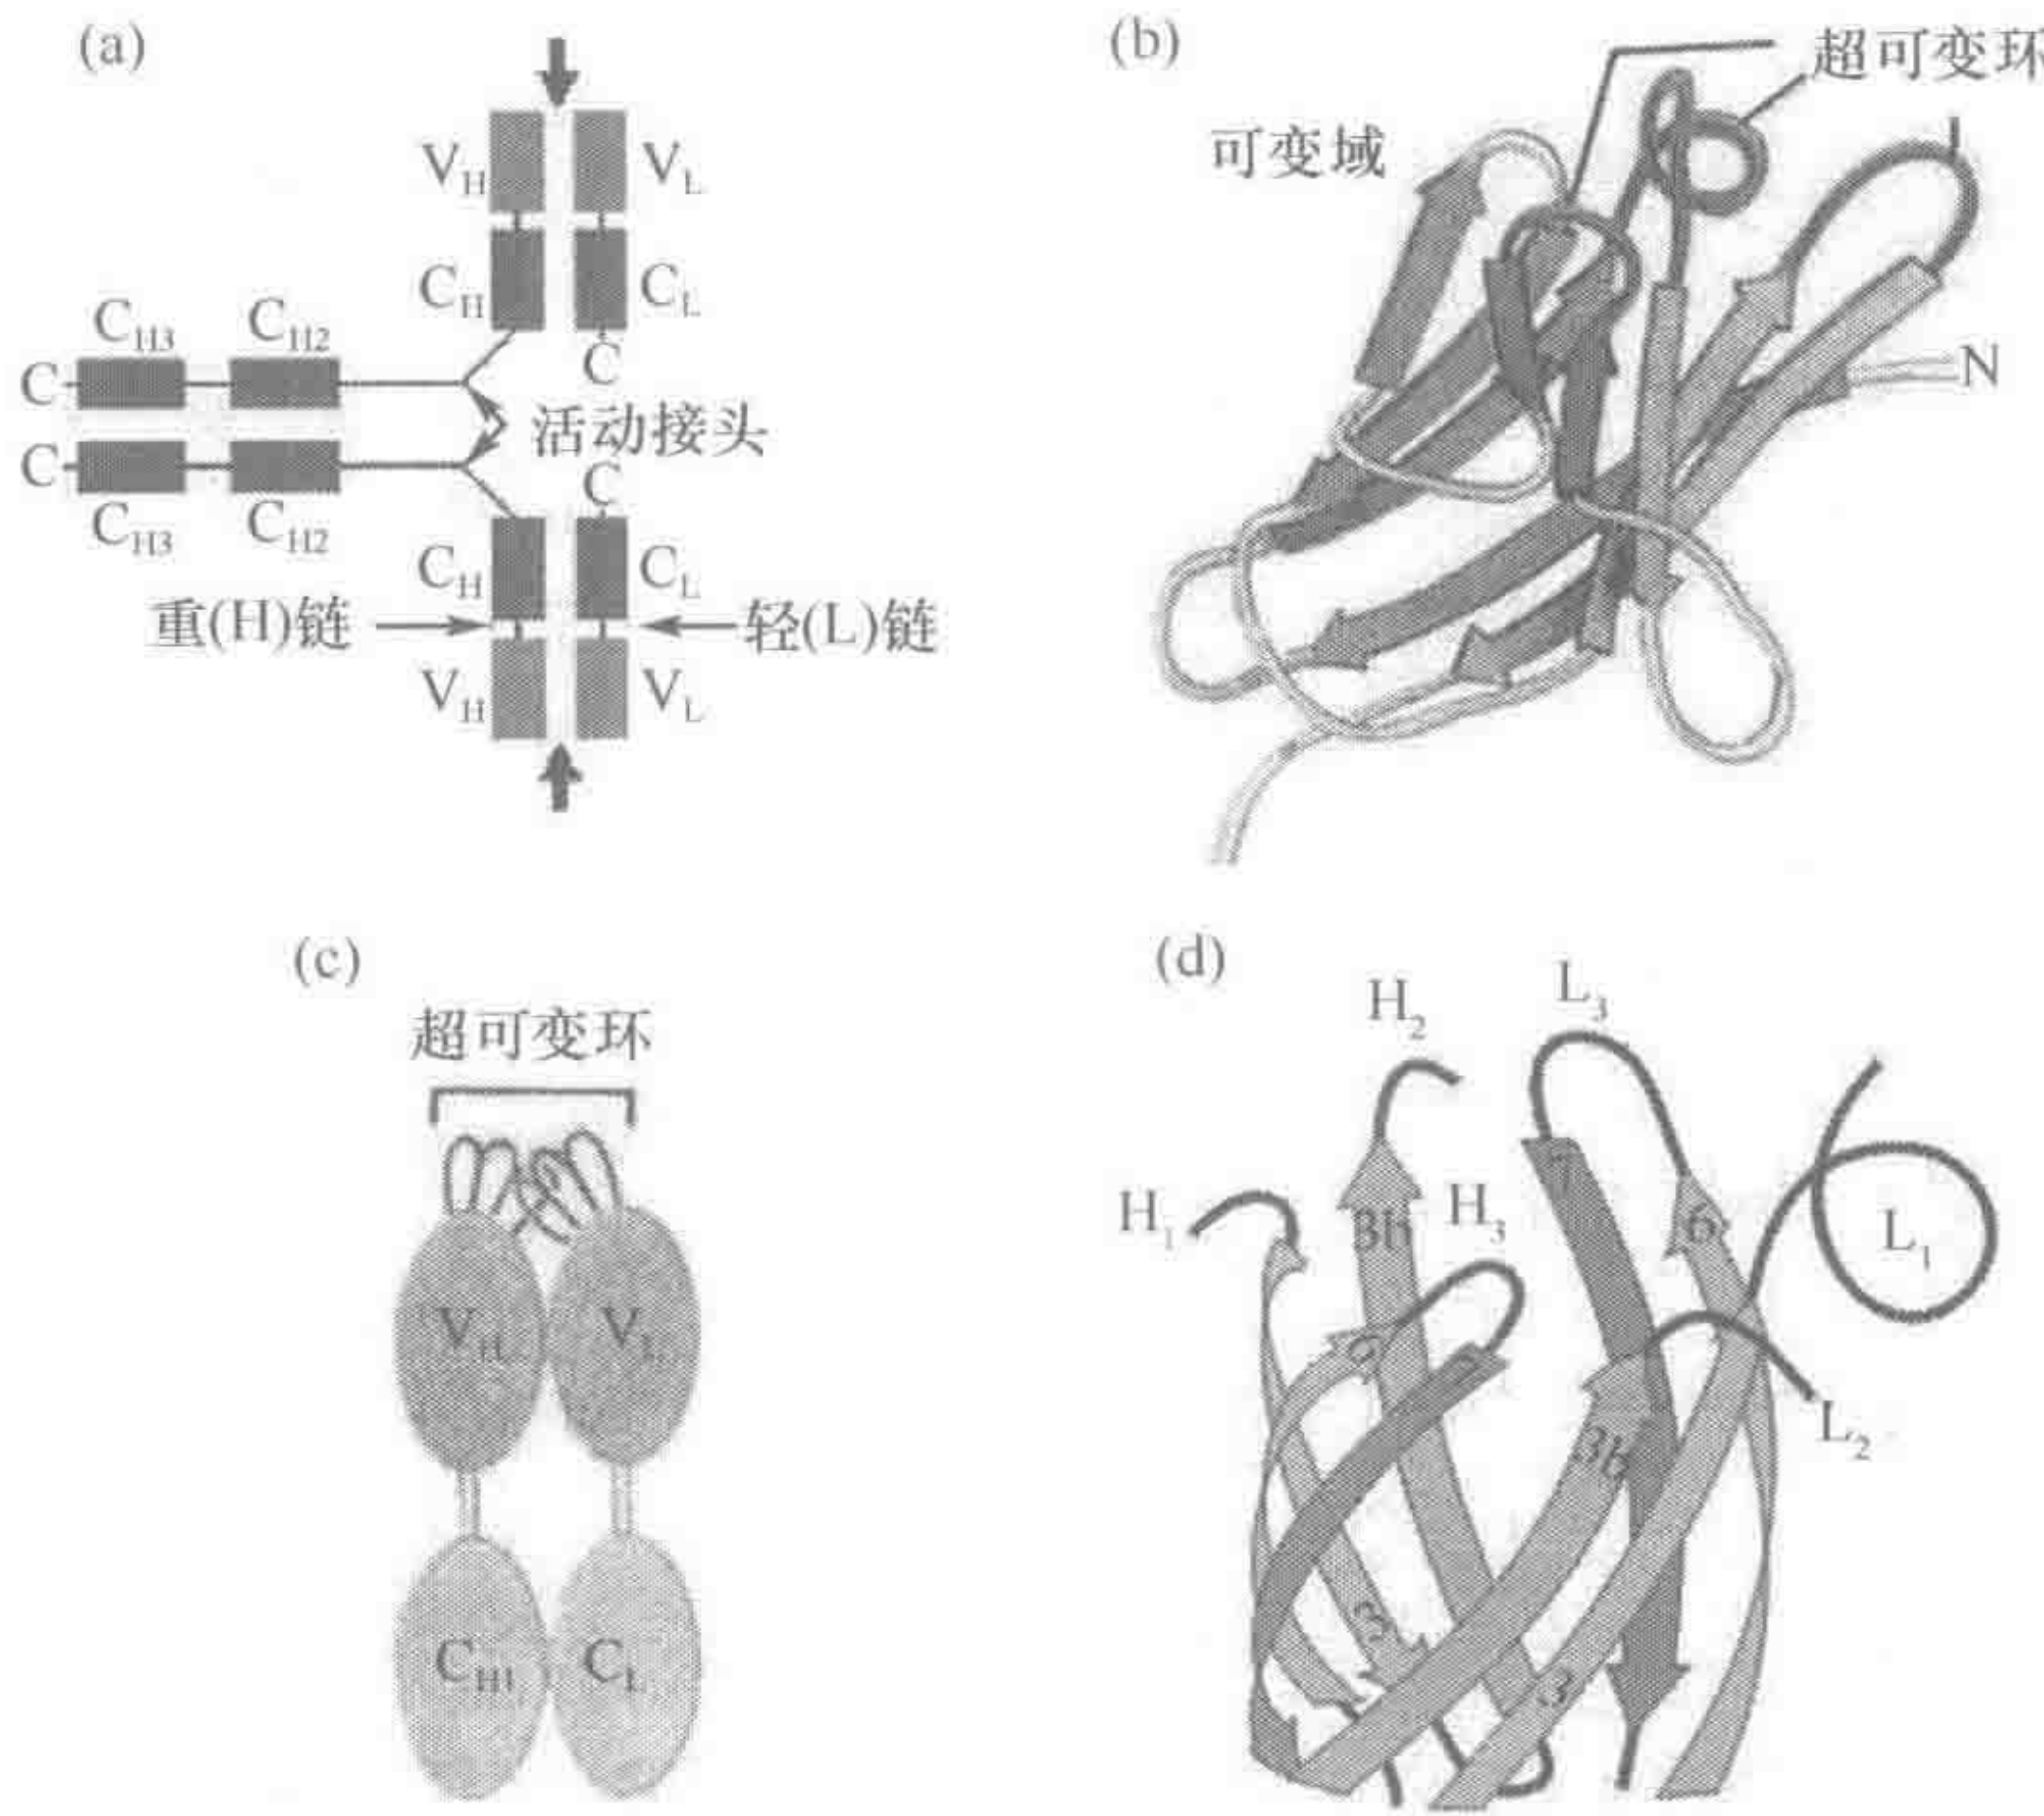 (a)
V_H V_L
C_H C_L
C_H3 C_H2
C C
活动接头
C C
C_H3 C_H2
C_H C_L
重(H)链 轻(L)链
V_H V_L
(b)
超可变环
可变域
N
(c)
超可变环
V_H V_L
C_H1 C_L
(d)
H_2 L_3
H_1 3b H_3 7 6 L_1
9 7
3b L_2
3 3